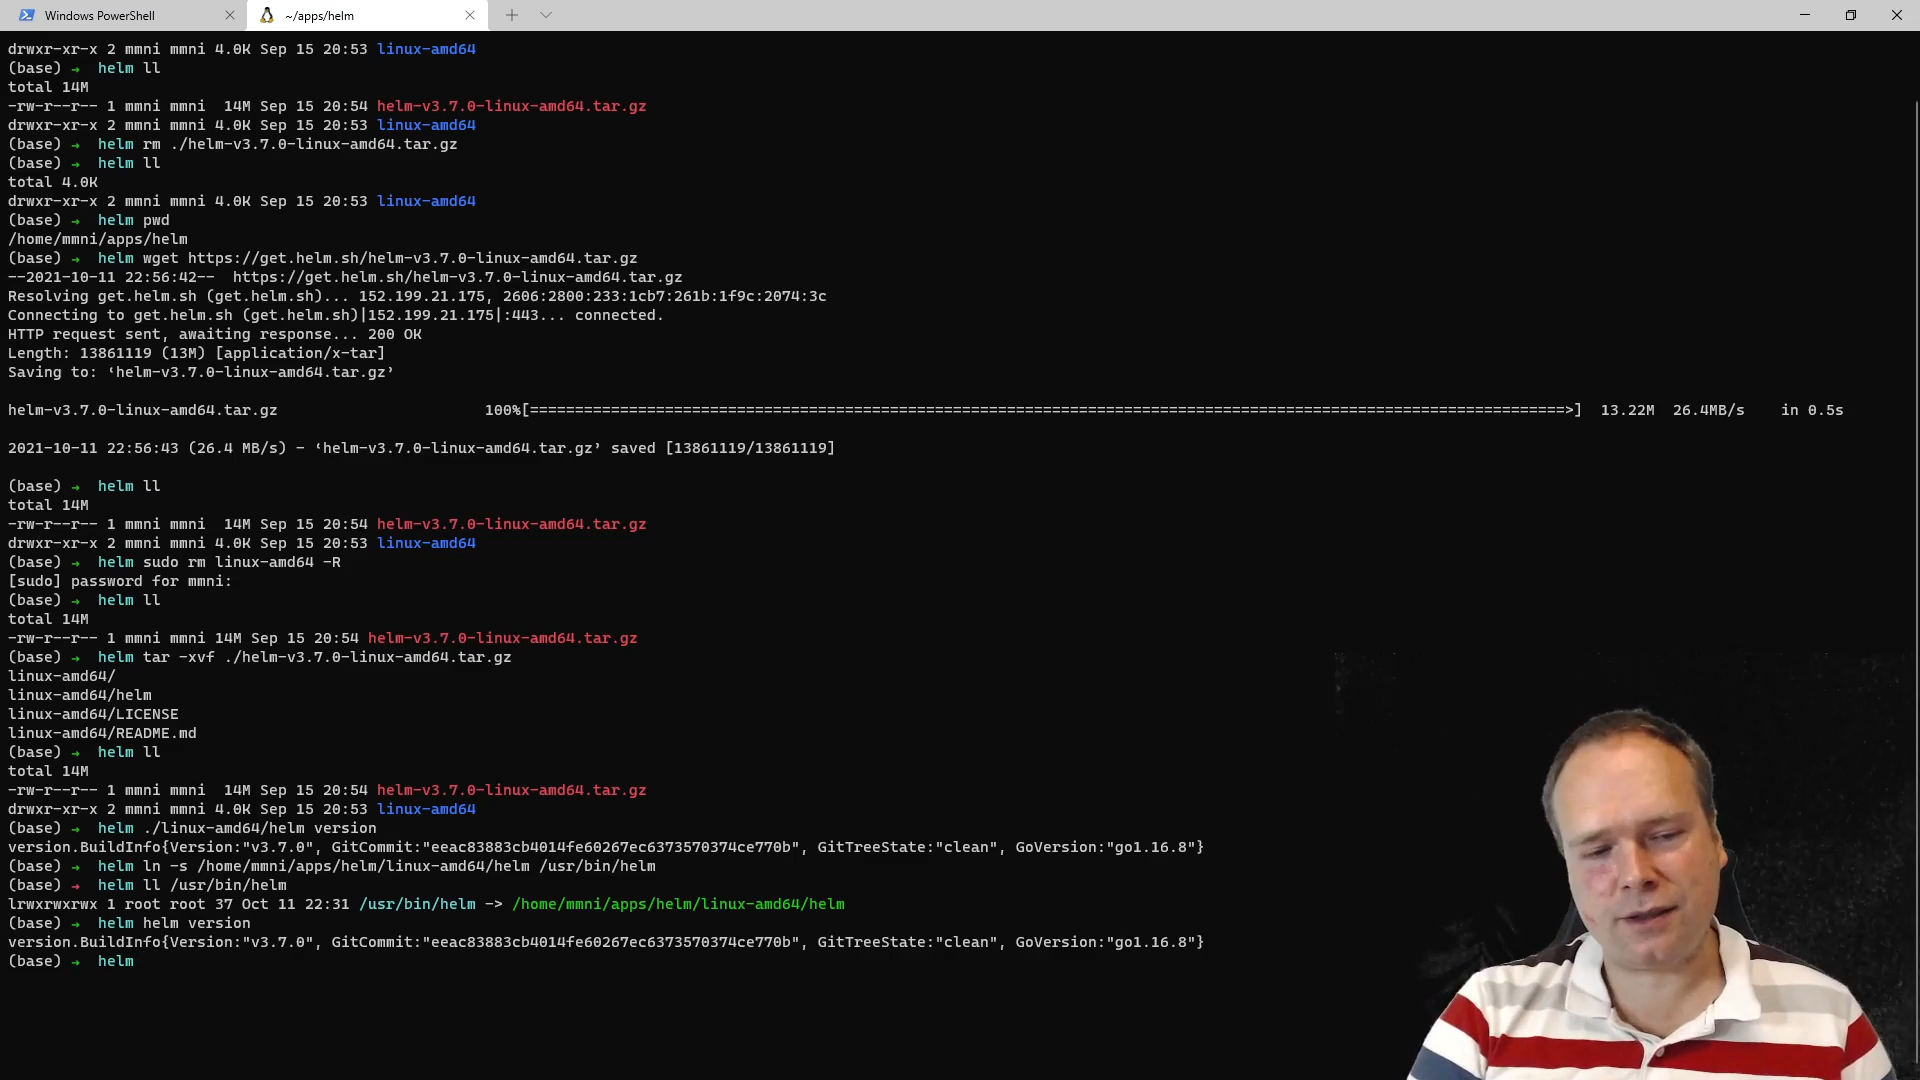 Windows PowerShell
~/apps/helm
drwxr-xr-x 2 mmni mmni 4.0K Sep 15 20:53 linux-amd64
(base) → helm ll
total 14M
-rw-r--r-- 1 mmni mmni  14M Sep 15 20:54 helm-v3.7.0-linux-amd64.tar.gz
drwxr-xr-x 2 mmni mmni 4.0K Sep 15 20:53 linux-amd64
(base) → helm rm ./helm-v3.7.0-linux-amd64.tar.gz
(base) → helm ll
total 4.0K
drwxr-xr-x 2 mmni mmni 4.0K Sep 15 20:53 linux-amd64
(base) → helm pwd
/home/mmni/apps/helm
(base) → helm wget https://get.helm.sh/helm-v3.7.0-linux-amd64.tar.gz
--2021-10-11 22:56:42--  https://get.helm.sh/helm-v3.7.0-linux-amd64.tar.gz
Resolving get.helm.sh (get.helm.sh)... 152.199.21.175, 2606:2800:233:1cb7:261b:1f9c:2074:3c
Connecting to get.helm.sh (get.helm.sh)|152.199.21.175|:443... connected.
HTTP request sent, awaiting response... 200 OK
Length: 13861119 (13M) [application/x-tar]
Saving to: ‘helm-v3.7.0-linux-amd64.tar.gz’
helm-v3.7.0-linux-amd64.tar.gz 100%[===================================================================================================================>] 13.22M 26.4MB/s in 0.5s
2021-10-11 22:56:43 (26.4 MB/s) - ‘helm-v3.7.0-linux-amd64.tar.gz’ saved [13861119/13861119]
(base) → helm ll
total 14M
-rw-r--r-- 1 mmni mmni  14M Sep 15 20:54 helm-v3.7.0-linux-amd64.tar.gz
drwxr-xr-x 2 mmni mmni 4.0K Sep 15 20:53 linux-amd64
(base) → helm sudo rm linux-amd64 -R
[sudo] password for mmni:
(base) → helm ll
total 14M
-rw-r--r-- 1 mmni mmni 14M Sep 15 20:54 helm-v3.7.0-linux-amd64.tar.gz
(base) → helm tar -xvf ./helm-v3.7.0-linux-amd64.tar.gz
linux-amd64/
linux-amd64/helm
linux-amd64/LICENSE
linux-amd64/README.md
(base) → helm ll
total 14M
-rw-r--r-- 1 mmni mmni  14M Sep 15 20:54 helm-v3.7.0-linux-amd64.tar.gz
drwxr-xr-x 2 mmni mmni 4.0K Sep 15 20:53 linux-amd64
(base) → helm ./linux-amd64/helm version
version.BuildInfo{Version:"v3.7.0", GitCommit:"eeac83883cb4014fe60267ec6373570374ce770b", GitTreeState:"clean", GoVersion:"go1.16.8"}
(base) → helm ln -s /home/mmni/apps/helm/linux-amd64/helm /usr/bin/helm
(base) → helm ll /usr/bin/helm
lrwxrwxrwx 1 root root 37 Oct 11 22:31 /usr/bin/helm -> /home/mmni/apps/helm/linux-amd64/helm
(base) → helm helm version
version.BuildInfo{Version:"v3.7.0", GitCommit:"eeac83883cb4014fe60267ec6373570374ce770b", GitTreeState:"clean", GoVersion:"go1.16.8"}
(base) → helm